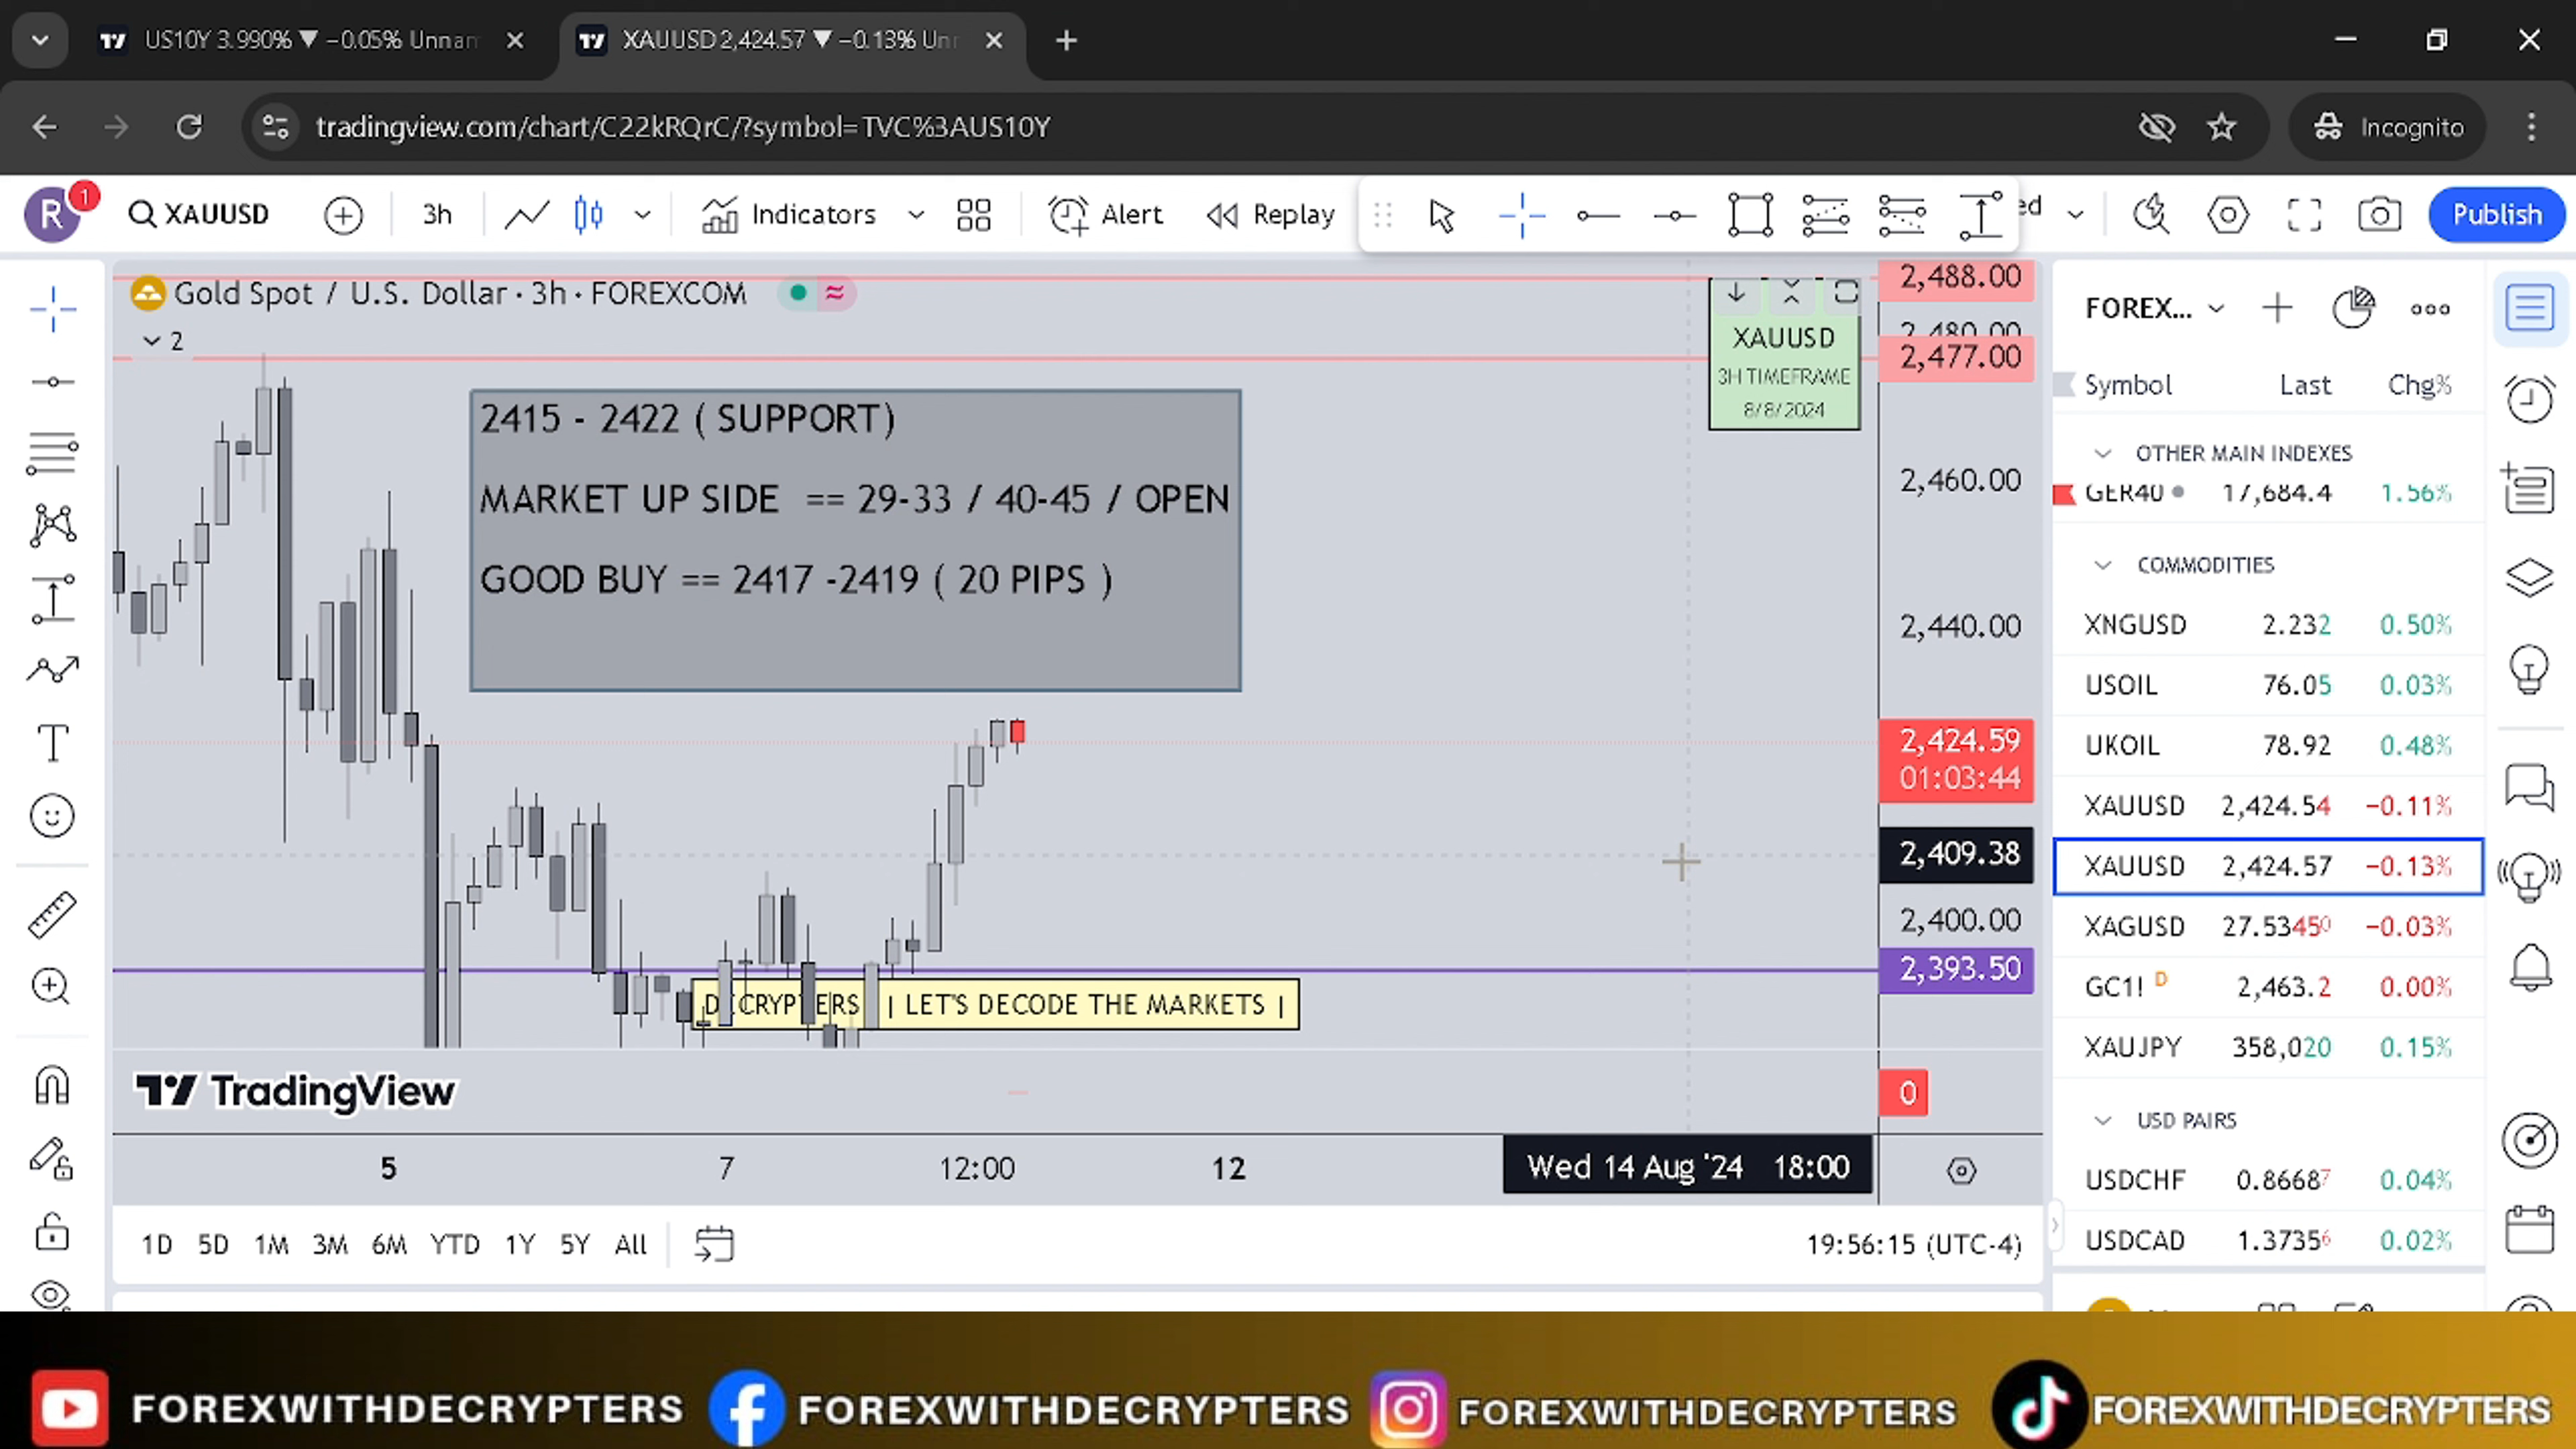 US10Y 3.990% ▼ −0.05% Unnam
XAUUSD 2,424.57 ▼ −0.13% Un
tradingview.com/chart/C22kRQrC/?symbol=TVC%3AUS10Y
Incognito
R 1
XAUUSD
3h
Indicators
Alert
Replay
ed
Publish
Gold Spot / U.S. Dollar · 3h · FOREXCOM
2
2415 - 2422 ( SUPPORT)
MARKET UP SIDE == 29-33 / 40-45 / OPEN
GOOD BUY == 2417 -2419 ( 20 PIPS )
XAUUSD
3H TIMEFRAME
8/8/2024
2,488.00
2,480.00
2,477.00
2,460.00
2,440.00
2,424.59
01:03:44
2,409.38
2,400.00
2,393.50
0
DECRYPTERS | LET'S DECODE THE MARKETS |
TradingView
5 7 12:00 12
Wed 14 Aug '24 18:00
1D 5D 1M 3M 6M YTD 1Y 5Y All
19:56:15 (UTC-4)
FOREX...
Symbol Last Chg%
OTHER MAIN INDEXES
GER40 17,684.4 1.56%
COMMODITIES
XNGUSD 2.232 0.50%
USOIL 76.05 0.03%
UKOIL 78.92 0.48%
XAUUSD 2,424.54 −0.11%
XAUUSD 2,424.57 −0.13%
XAGUSD 27.53450 −0.03%
GC1! D 2,463.2 0.00%
XAUJPY 358,020 0.15%
USD PAIRS
USDCHF 0.86687 0.04%
USDCAD 1.37356 0.02%
FOREXWITHDECRYPTERS
FOREXWITHDECRYPTERS
FOREXWITHDECRYPTERS
FOREXWITHDECRYPTERS